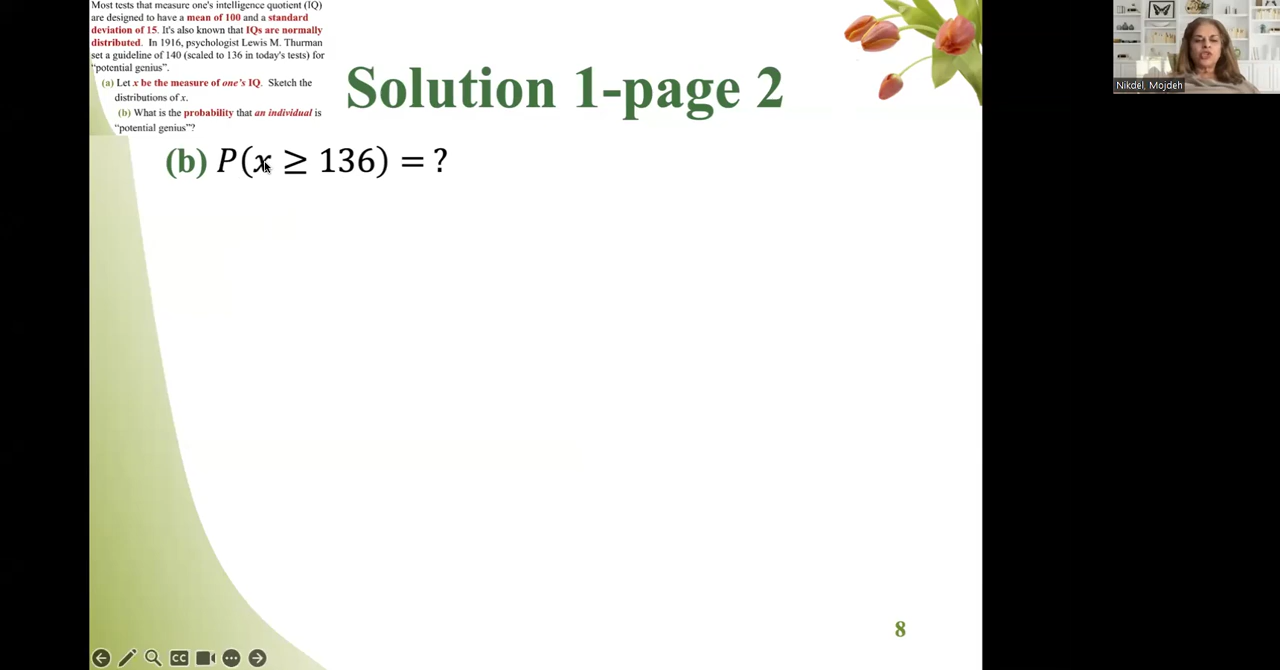 Most tests that measure one's intelligence quotient (IQ)
are designed to have a mean of 100 and a standard
deviation of 15. It's also known that IQs are normally
distributed. In 1916, psychologist Lewis M. Thurman
set a guideline of 140 (scaled to 136 in today's tests) for
"potential genius".
(a) Let x be the measure of one's IQ. Sketch the
distributions of x.
(b) What is the probability that an individual is
"potential genius"?
Solution 1-page 2
(b) P(x ≥ 136) = ?
Nikdel, Mojdeh
8
CC